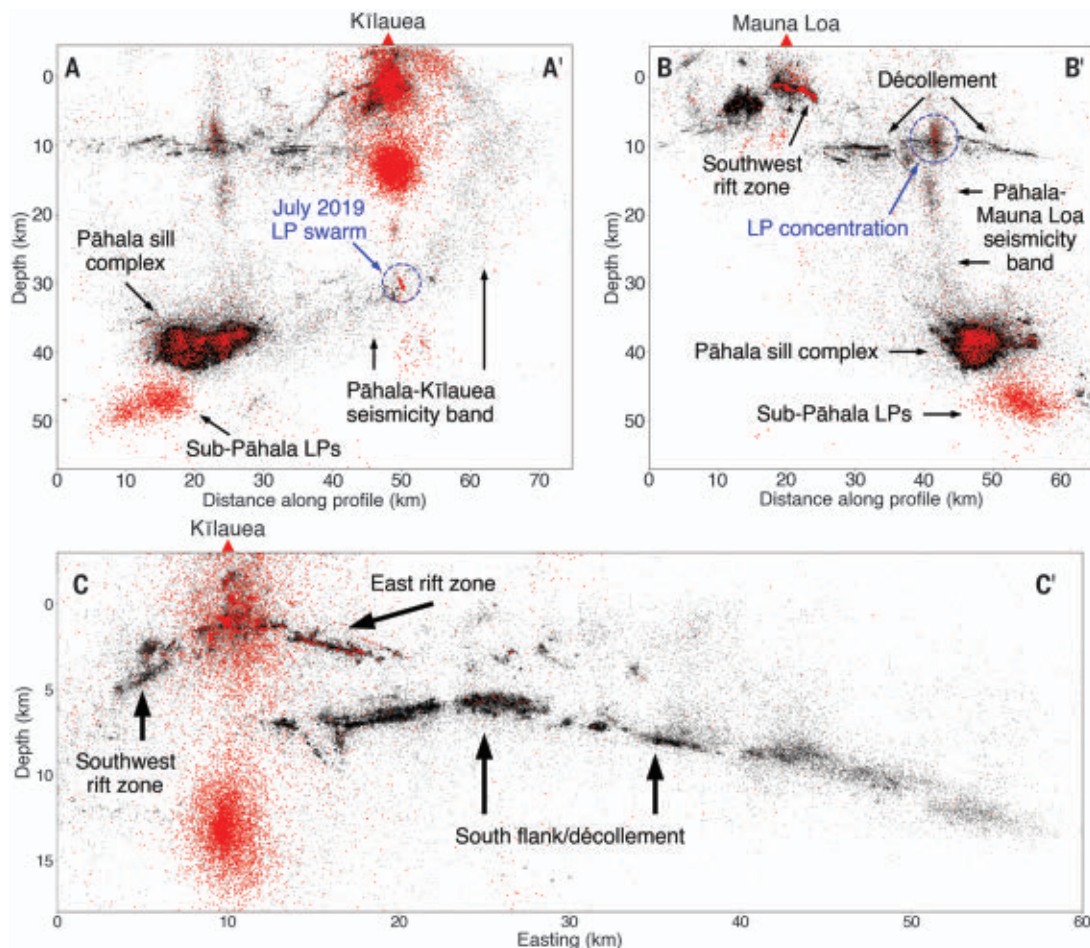 Kīlauea
Mauna Loa
A
A'
B
B'
Décollement
Southwest
rift zone
July 2019
LP swarm
LP concentration
Pāhala-
Mauna Loa
seismicity
band
Pāhala sill
complex
Pāhala sill complex
Pāhala-Kīlauea
seismicity band
Sub-Pāhala LPs
Sub-Pāhala LPs
Depth (km)
0
10
20
30
40
50
0
10
20
30
40
50
60
70
Distance along profile (km)
Depth (km)
0
10
20
30
40
50
0
10
20
30
40
50
60
Distance along profile (km)
Kīlauea
C
C'
East rift zone
Southwest
rift zone
South flank/décollement
Depth (km)
0
5
10
15
0
10
20
30
40
50
60
Easting (km)